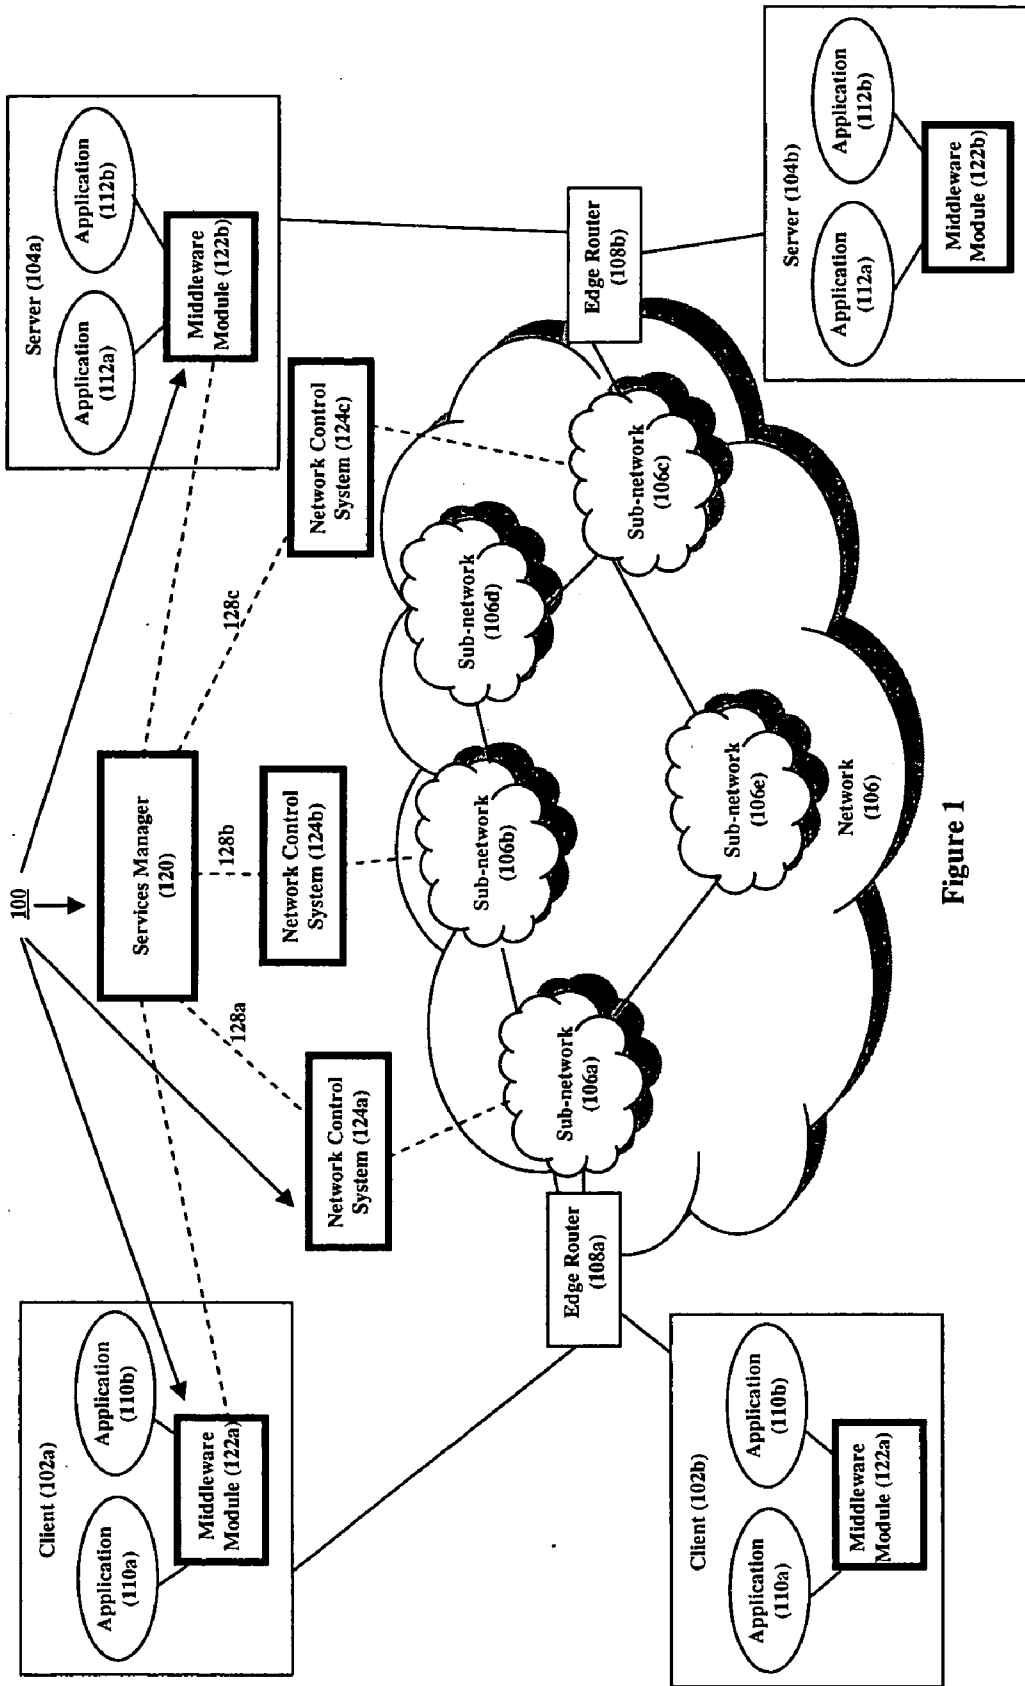 100
Client (102a)
Application
(110a)
Application
(110b)
Middleware
Module (122a)
Services Manager
(120)
Server (104a)
Application
(112a)
Application
(112b)
Middleware
Module (122b)
128a
128b
128c
Network Control
System (124a)
Network Control
System (124b)
Network Control
System (124c)
Edge Router
(108a)
Sub-network
(106a)
Sub-network
(106b)
Sub-network
(106d)
Sub-network
(106c)
Edge Router
(108b)
Sub-network
(106e)
Network
(106)
Client (102b)
Application
(110a)
Application
(110b)
Middleware
Module (122a)
Server (104b)
Application
(112a)
Application
(112b)
Middleware
Module (122b)
Figure 1